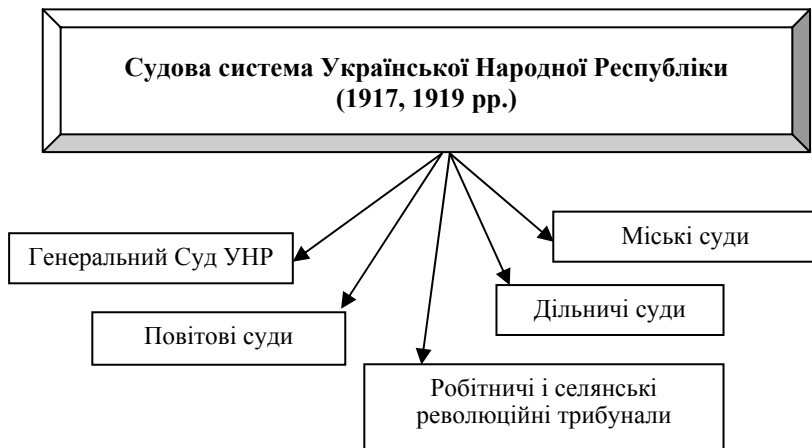 Судова система Української Народної Республіки
(1917, 1919 рр.)
Генеральний Суд УНР
Міські суди
Повітові суди
Дільничі суди
Робітничі і селянські
революційні трибунали